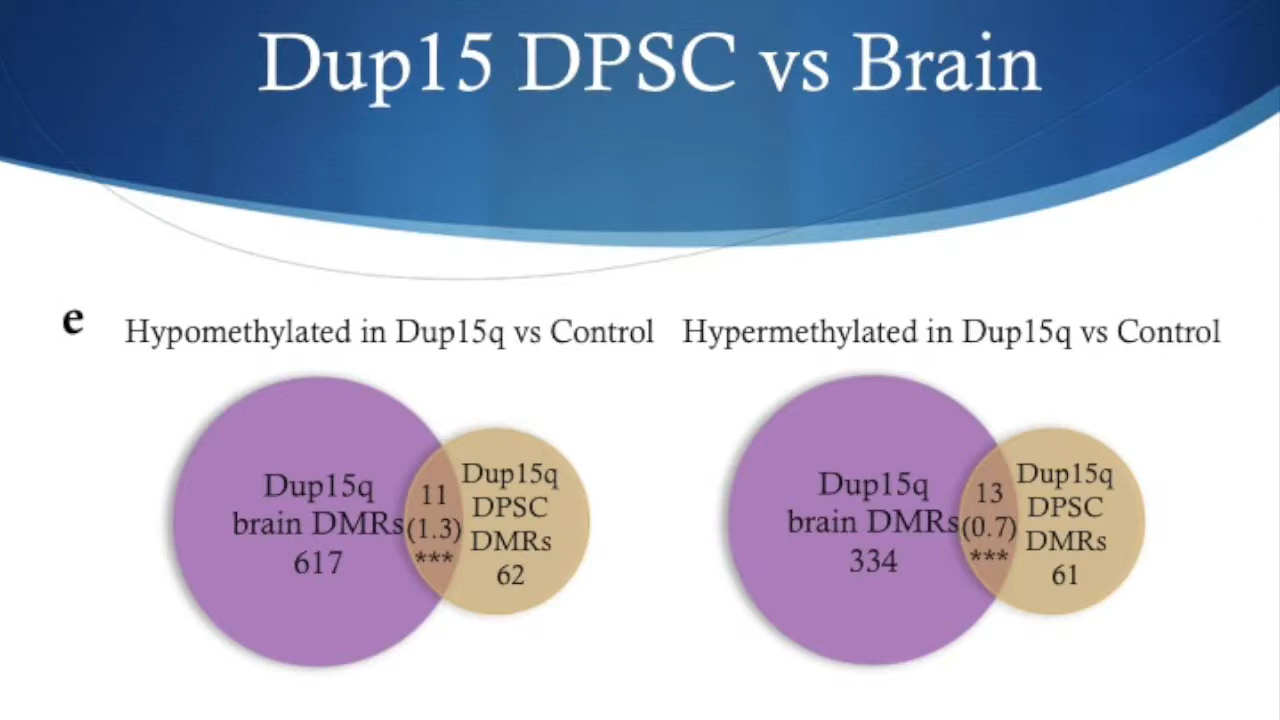 Dup15 DPSC vs Brain
e
Hypomethylated in Dup15q vs Control
Hypermethylated in Dup15q vs Control
Dup15q
brain DMRs
617
11
(1.3)
***
Dup15q
DPSC
DMRs
62
Dup15q
brain DMRs
334
13
(0.7)
***
Dup15q
DPSC
DMRs
61